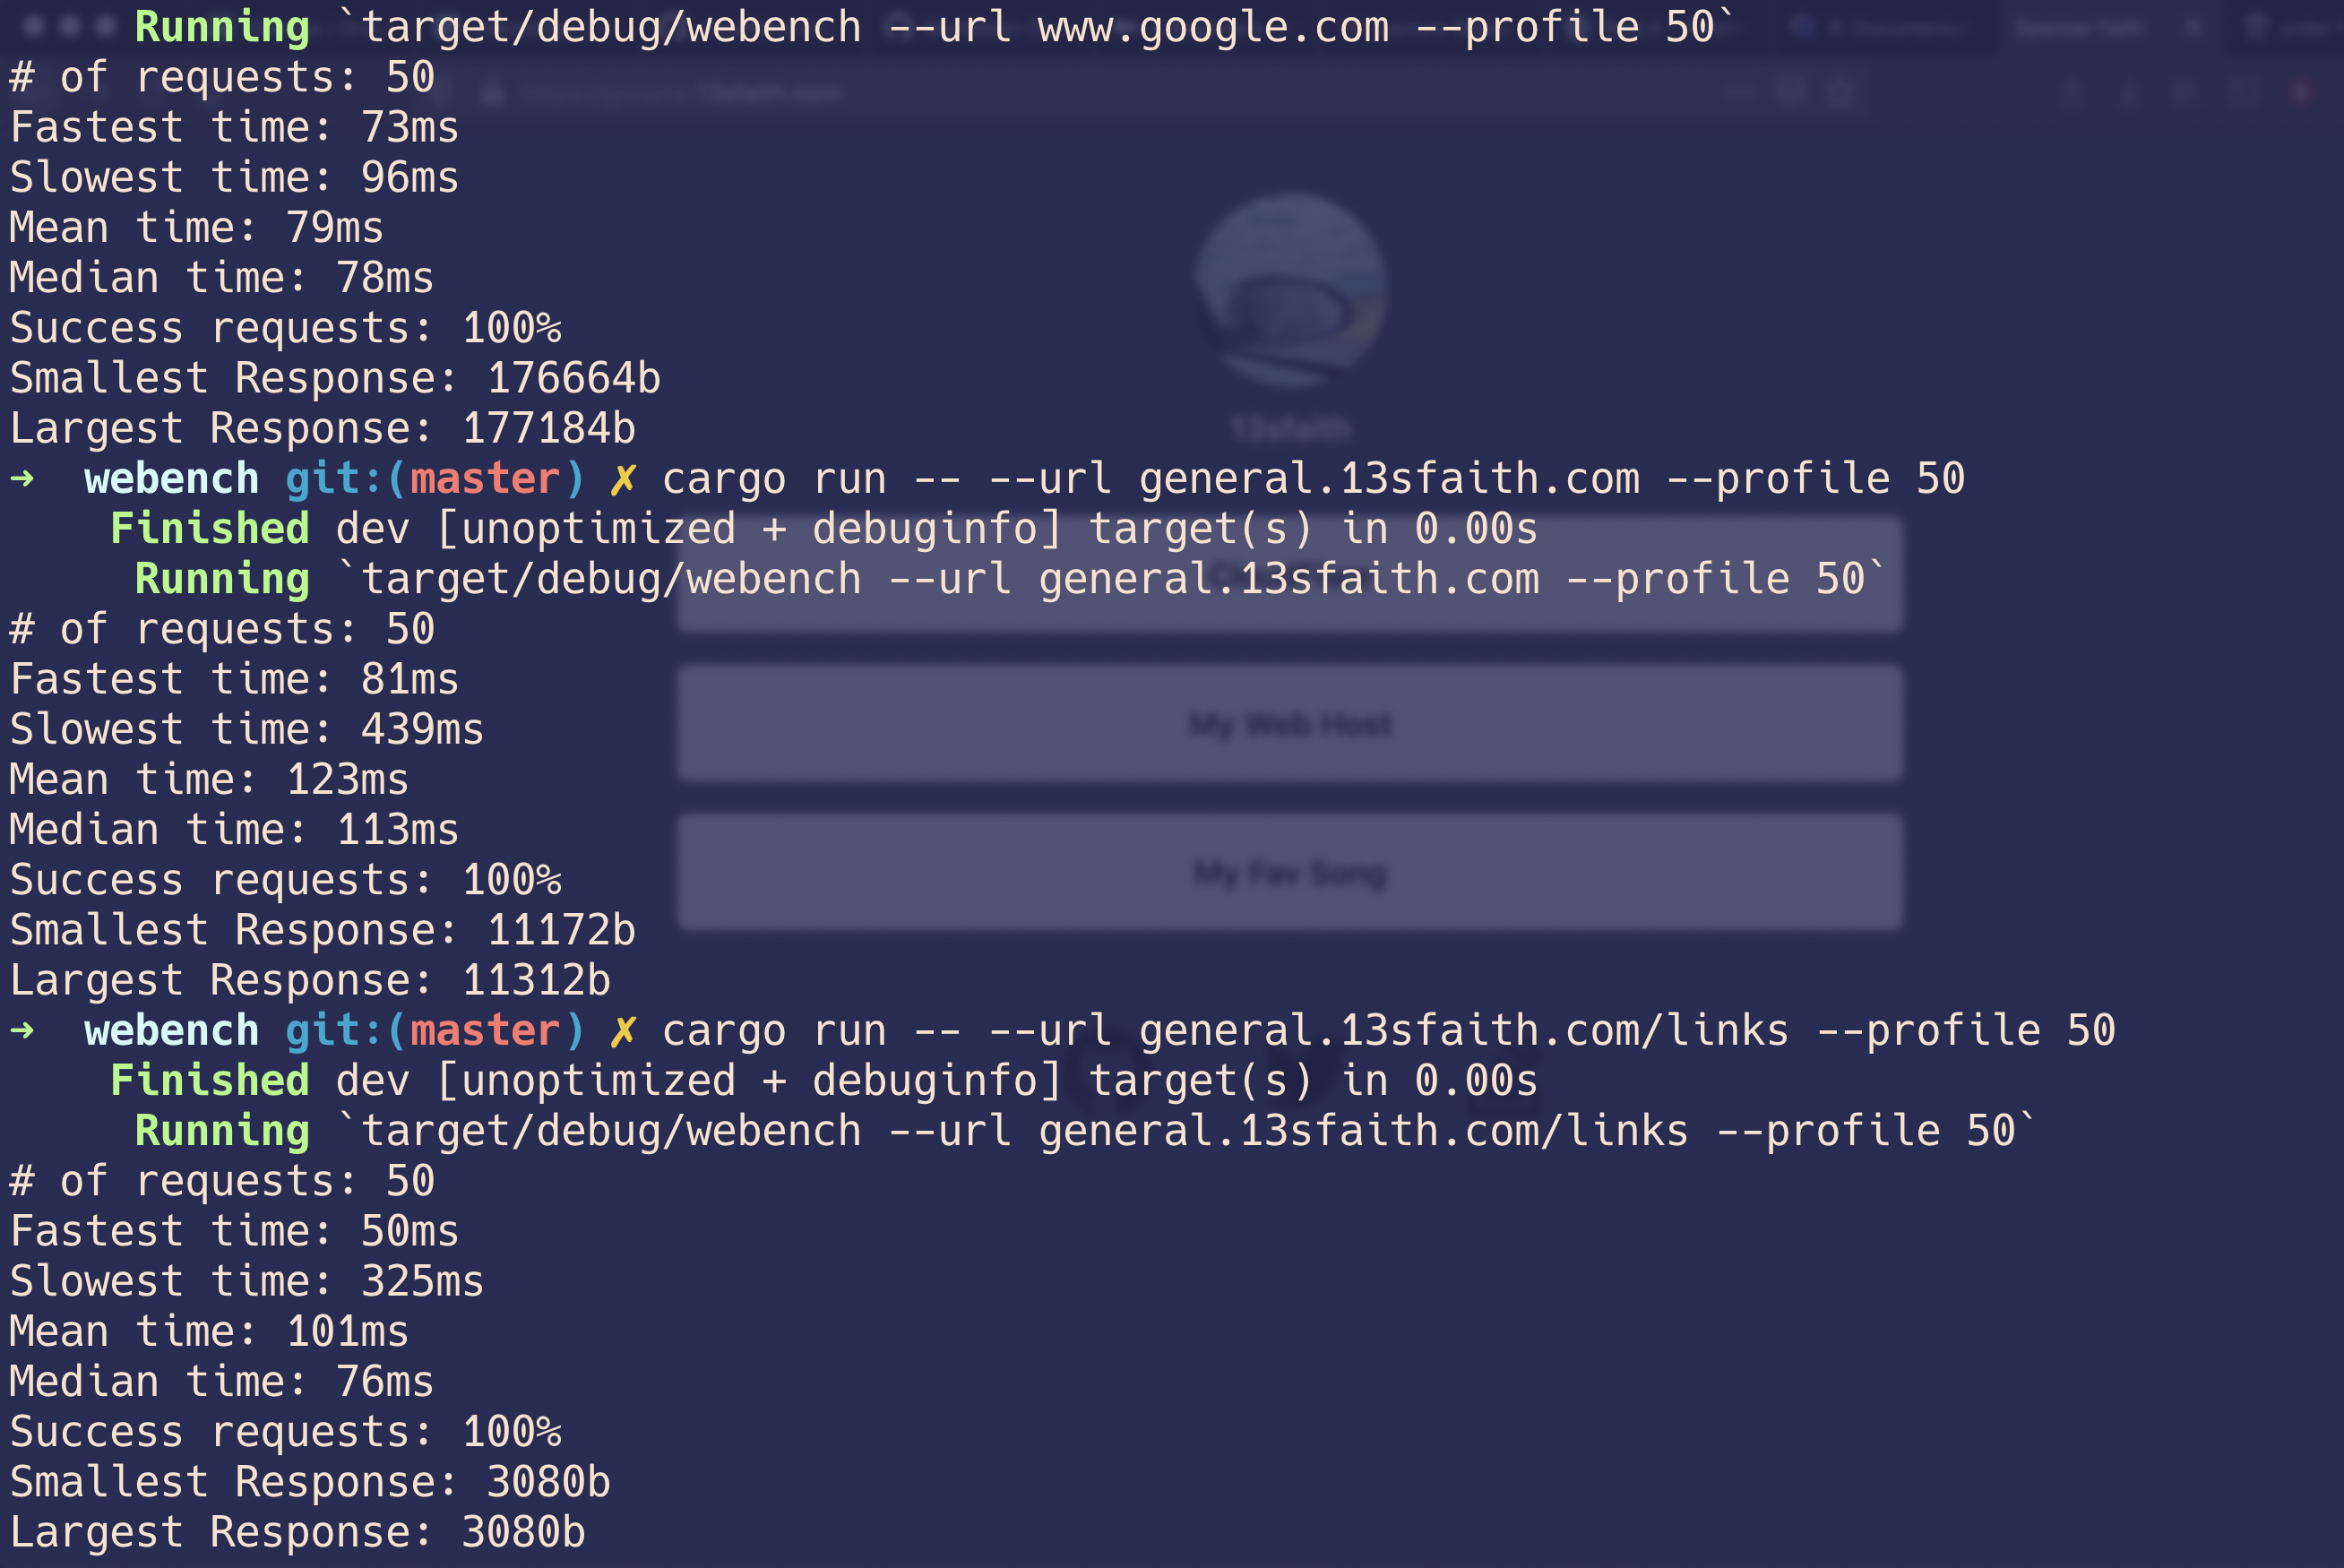 Running `target/debug/webench --url www.google.com --profile 50`
# of requests: 50
Fastest time: 73ms
Slowest time: 96ms
Mean time: 79ms
Median time: 78ms
Success requests: 100%
Smallest Response: 176664b
Largest Response: 177184b
13sfaith
➜  webench git:(master) ✗ cargo run -- --url general.13sfaith.com --profile 50
Finished dev [unoptimized + debuginfo] target(s) in 0.00s
Running `target/debug/webench --url general.13sfaith.com --profile 50`
# of requests: 50
Fastest time: 81ms
Slowest time: 439ms
My Web Host
Mean time: 123ms
Median time: 113ms
Success requests: 100%
My Fav Song
Smallest Response: 11172b
Largest Response: 11312b
➜  webench git:(master) ✗ cargo run -- --url general.13sfaith.com/links --profile 50
Finished dev [unoptimized + debuginfo] target(s) in 0.00s
Running `target/debug/webench --url general.13sfaith.com/links --profile 50`
# of requests: 50
Fastest time: 50ms
Slowest time: 325ms
Mean time: 101ms
Median time: 76ms
Success requests: 100%
Smallest Response: 3080b
Largest Response: 3080b